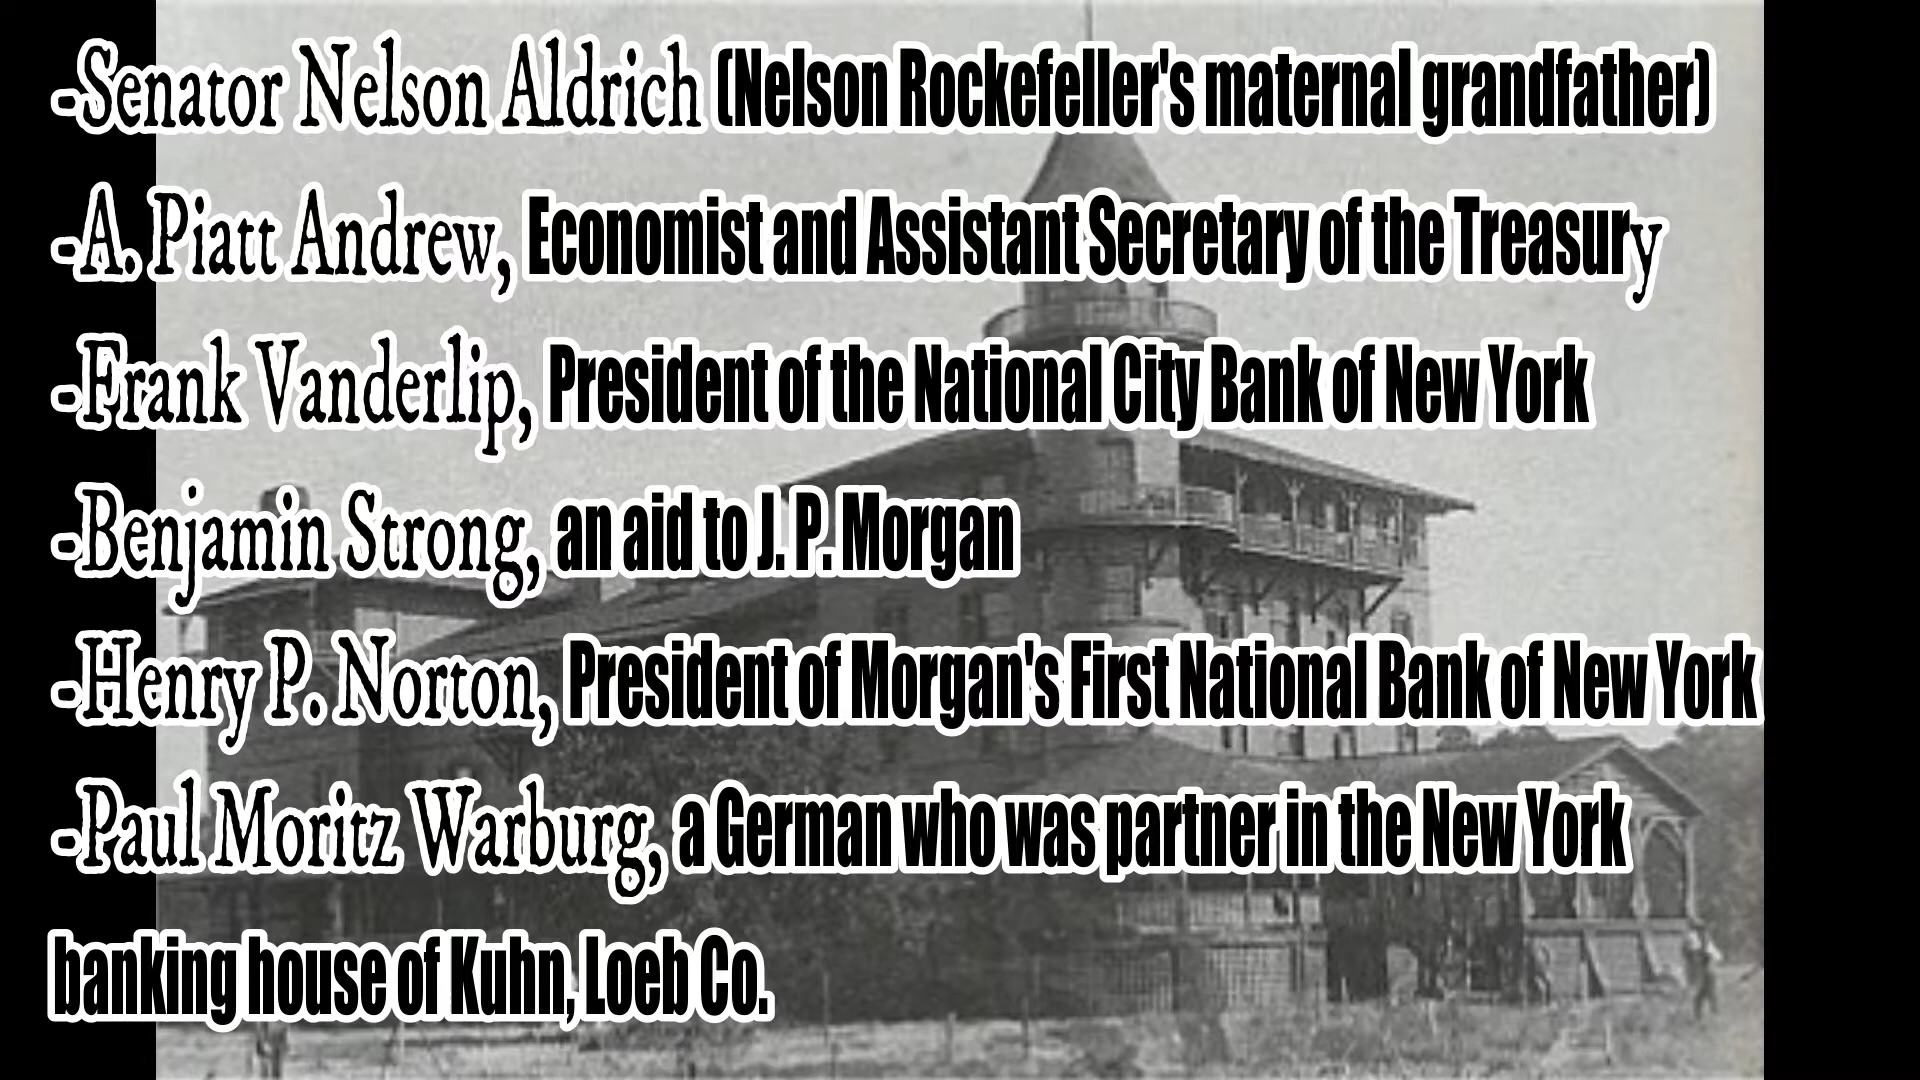 -Senator Nelson Aldrich (Nelson Rockefeller's maternal grandfather)
-A. Piatt Andrew, Economist and Assistant Secretary of the Treasury
-Frank Vanderlip, President of the National City Bank of New York
-Benjamin Strong, an aid to J. P. Morgan
-Henry P. Norton, President of Morgan's First National Bank of New York
-Paul Moritz Warburg, a German who was partner in the New York
banking house of Kuhn, Loeb Co.